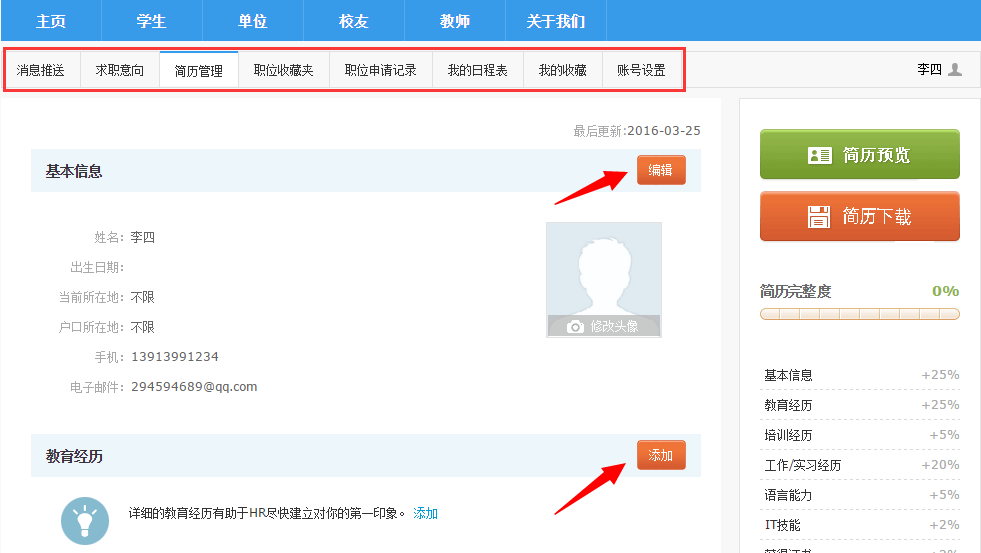 主页 学生 单位 校友 教师 关于我们
消息推送 求职意向 简历管理 职位收藏夹 职位申请记录 我的日程表 我的收藏 账号设置 李四
最后更新:2016-03-25
基本信息 编辑
姓名: 李四
出生日期:
当前所在地: 不限
户口所在地: 不限
手机: 13913991234
电子邮件: 294594689@qq.com
修改头像
教育经历 添加
详细的教育经历有助于HR尽快建立对你的第一印象。 添加
简历预览
简历下载
简历完整度 0%
基本信息 +25%
教育经历 +25%
培训经历 +5%
工作/实习经历 +20%
语言能力 +5%
IT技能 +2%